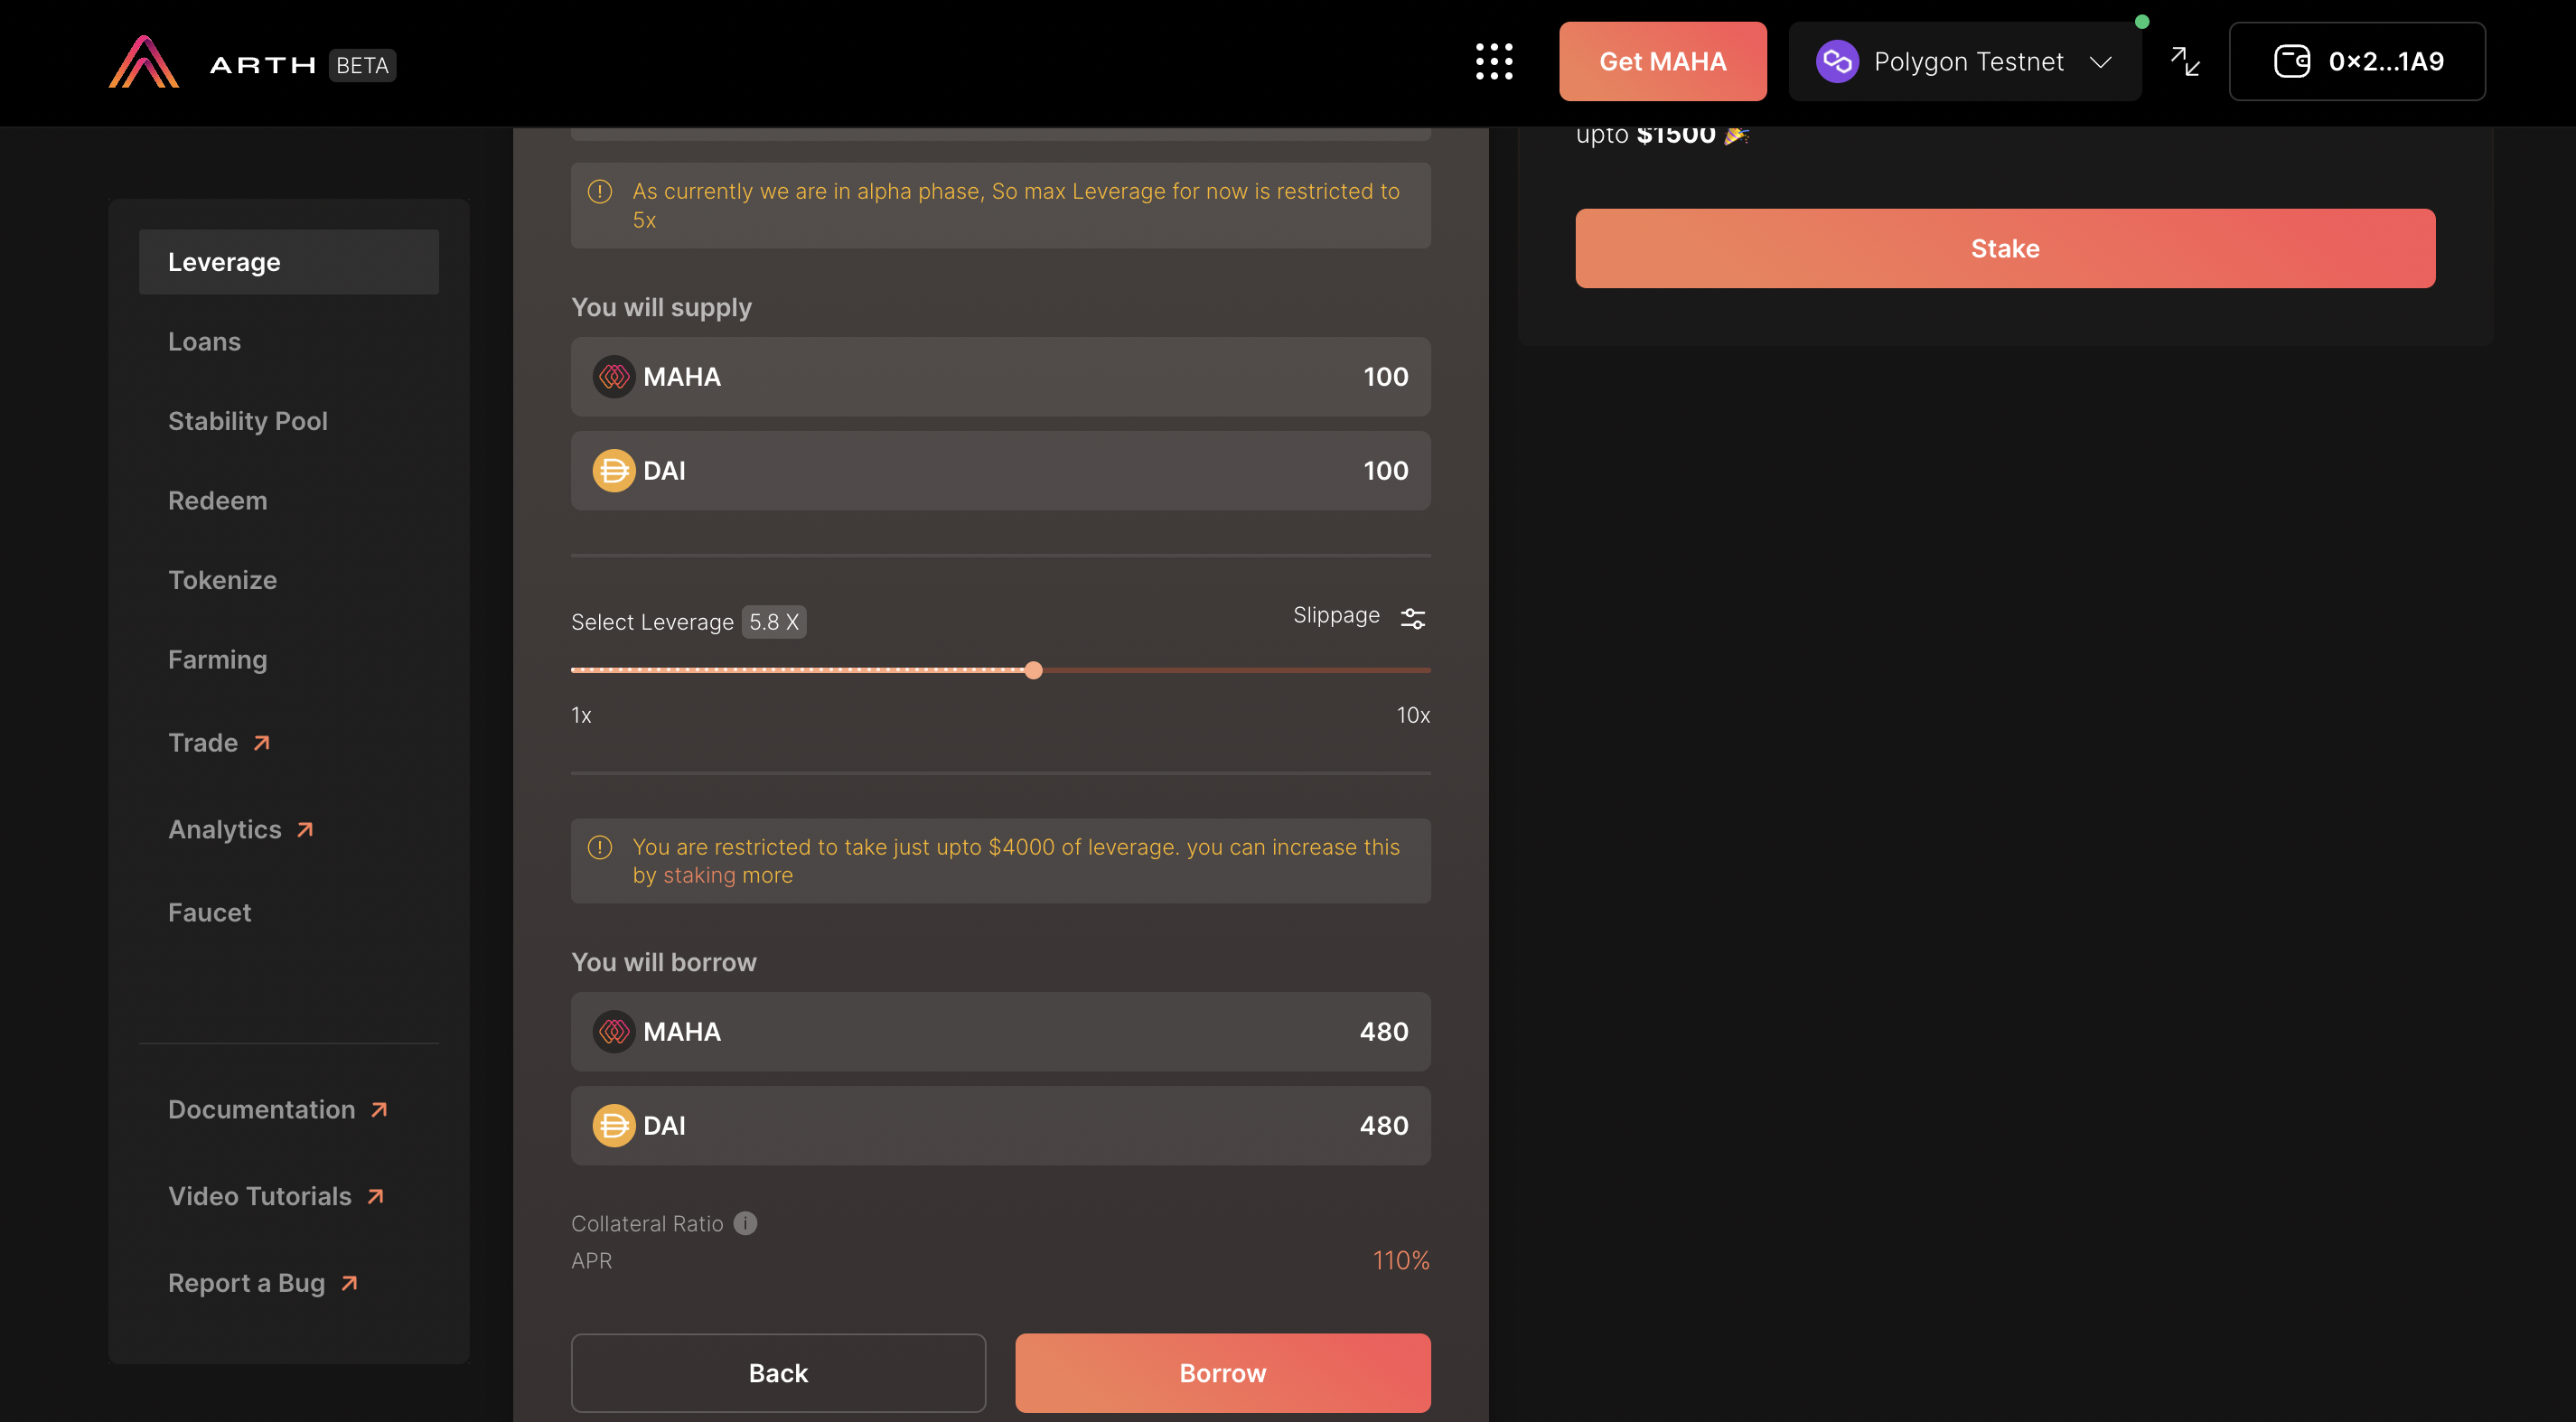 ARTH BETA
Get MAHA
Polygon Testnet
0×2...1A9
Leverage
Loans
Stability Pool
Redeem
Tokenize
Farming
Trade
Analytics
Faucet
Documentation
Video Tutorials
Report a Bug
As currently we are in alpha phase, So max Leverage for now is restricted to
5x
You will supply
MAHA 100
DAI 100
Select Leverage 5.8 X
Slippage
1x 10x
You are restricted to take just upto $4000 of leverage. you can increase this
by staking more
You will borrow
MAHA 480
DAI 480
Collateral Ratio
APR 110%
Back
Borrow
upto $1500
Stake